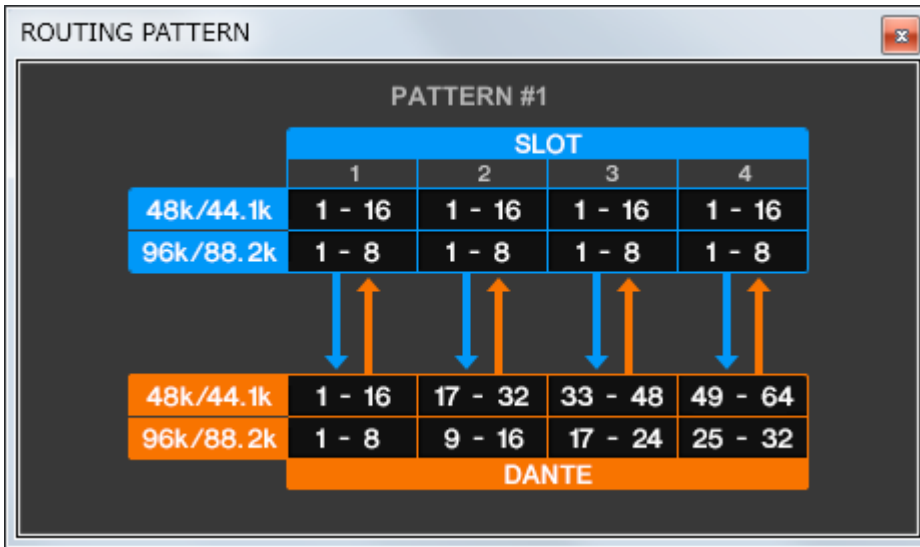 ROUTING PATTERN
x
PATTERN #1
SLOT
1 2 3 4
48k/44.1k 1 - 16 1 - 16 1 - 16 1 - 16
96k/88.2k 1 - 8 1 - 8 1 - 8 1 - 8
48k/44.1k 1 - 16 17 - 32 33 - 48 49 - 64
96k/88.2k 1 - 8 9 - 16 17 - 24 25 - 32
DANTE